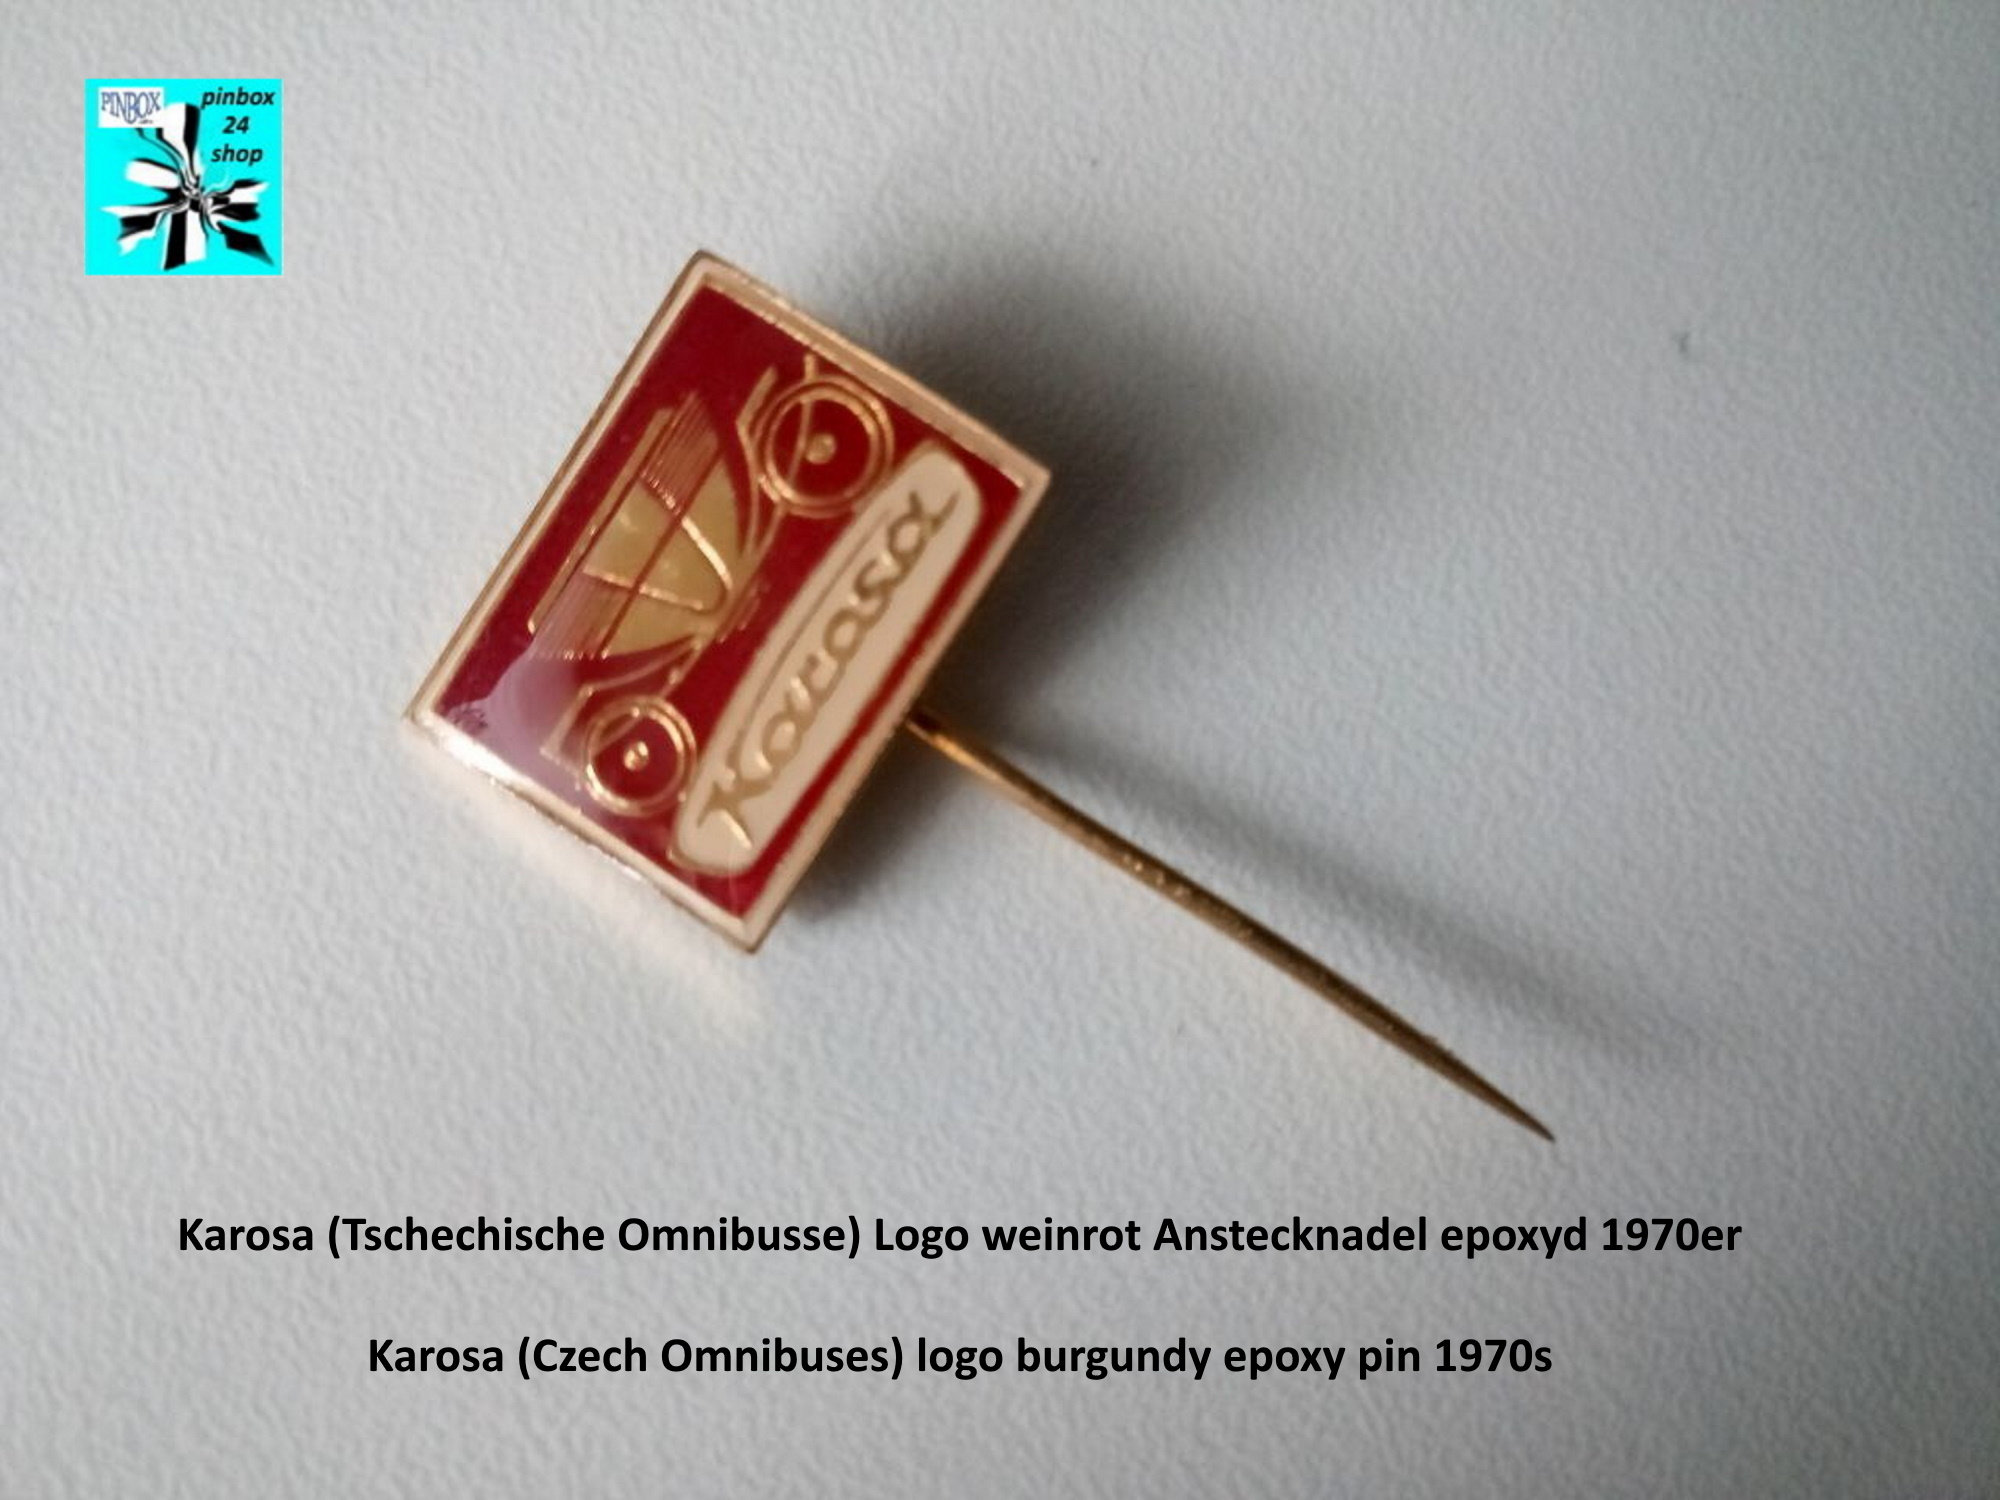 PINBOX
pinbox
24
shop
Karosa
Karosa (Tschechische Omnibusse) Logo weinrot Anstecknadel epoxyd 1970er
Karosa (Czech Omnibuses) logo burgundy epoxy pin 1970s